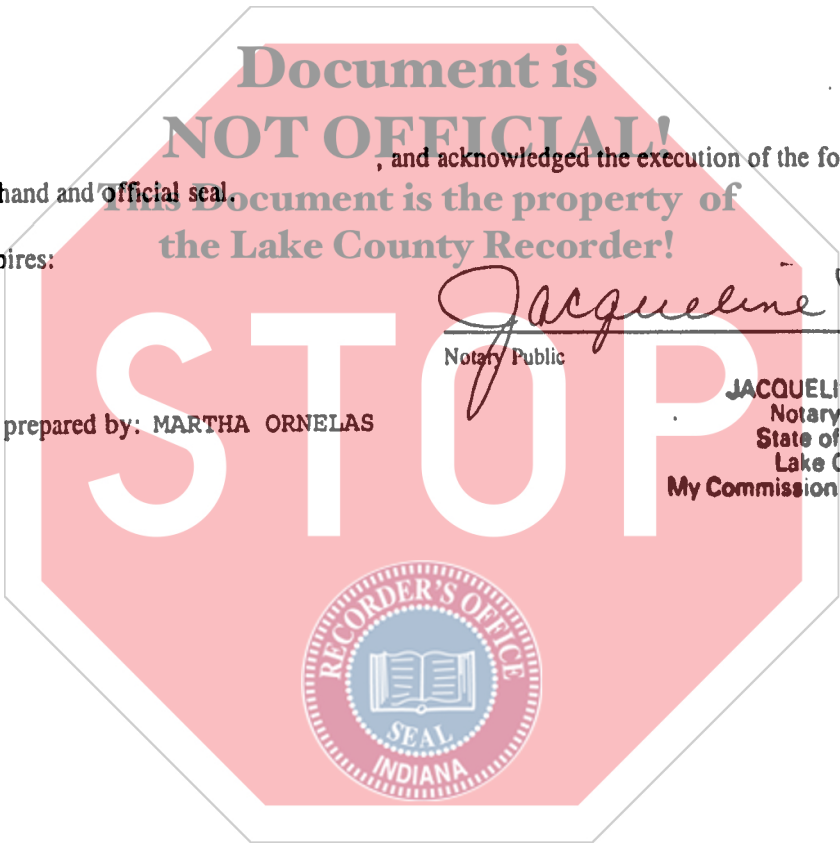 Document is
NOT OFFICIAL!
, and acknowledged the execution of the fo
hand and official seal.
This Document is the property of
the Lake County Recorder!
pires:
Jacqueline
Notary Public
JACQUELI
prepared by: MARTHA ORNELAS
Notary
State of
Lake C
My Commission
STOP
RECORDER'S OFFICE
SEAL
INDIANA